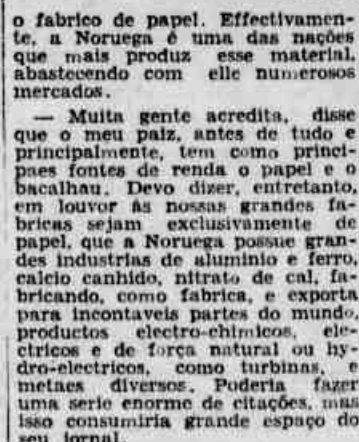 o fabrico de papel. Effectivamen-
te, a Noruega é uma das nações
que mais produz esse material,
abastecendo com elle numerosos
mercados.
— Muita gente acredita, disse
que o meu paiz, antes de tudo e
principalmente, tem como princi-
paes fontes de renda o papel e o
bacalhau. Devo dizer, entretanto,
em louvor ás nossas grandes fa-
bricas sejam exclusivamente de
papel, que a Noruega possue gran-
des industrias de aluminio e ferro,
calcio canhido, nitrato de cal, fa-
bricando, como fabrica, e exporta
para incontaveis partes do mundo,
productos electro-chimicos, ele-
ctricos e de força natural ou hy-
dro-electricos, como turbinas, e
metaes diversos. Poderia fazer
uma serie enorme de citações, mas
isso consumiria grande espaço do
seu jornal.